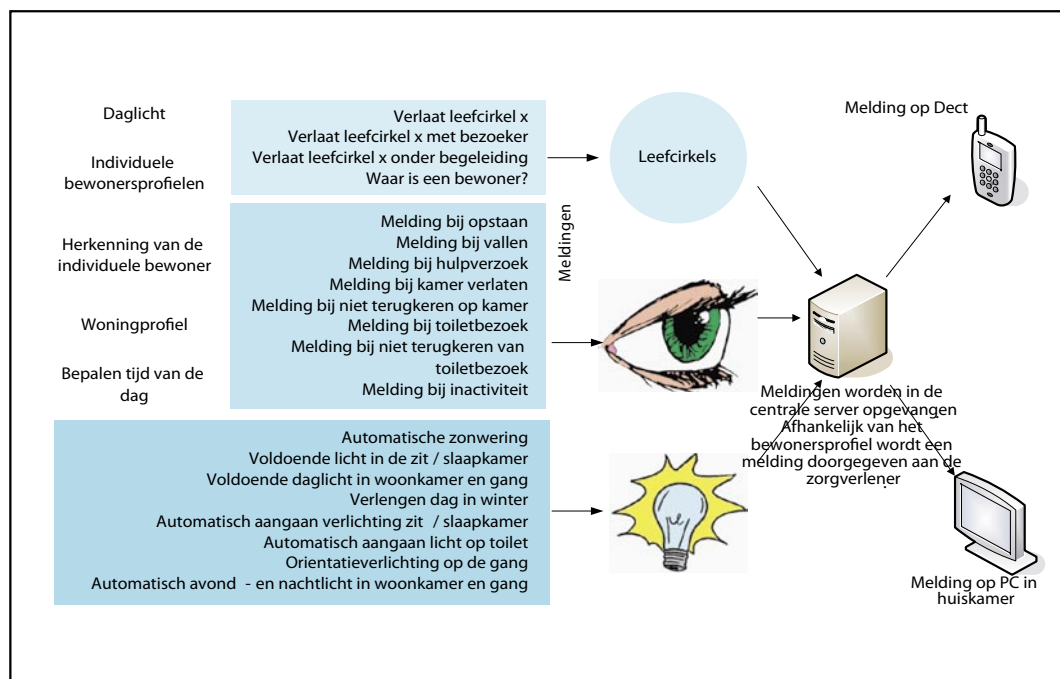 Daglicht
Individuele
bewonersprofielen
Herkenning van de
individuele bewoner
Woningprofiel
Bepalen tijd van de
dag
Verlaat leefcirkel x
Verlaat leefcirkel x met bezoeker
Verlaat leefcirkel x onder begeleiding
Waar is een bewoner?
Melding bij opstaan
Melding bij vallen
Melding bij hulpverzoek
Melding bij kamer verlaten
Melding bij niet terugkeren op kamer
Melding bij toiletbezoek
Melding bij niet terugkeren van
toiletbezoek
Melding bij inactiviteit
Automatische zonwering
Voldoende licht in de zit / slaapkamer
Voldoende daglicht in woonkamer en gang
Verlengen dag in winter
Automatisch aangaan verlichting zit / slaapkamer
Automatisch aangaan licht op toilet
Orientatieverlichting op de gang
Automatisch avond - en nachtlicht in woonkamer en gang
Meldingen
Leefcirkels
Meldingen worden in de
centrale server opgevangen
Afhankelijk van het
bewonersprofiel wordt een
melding doorgegeven aan de
zorgverlener
Melding op Dect
Melding op PC in
huiskamer